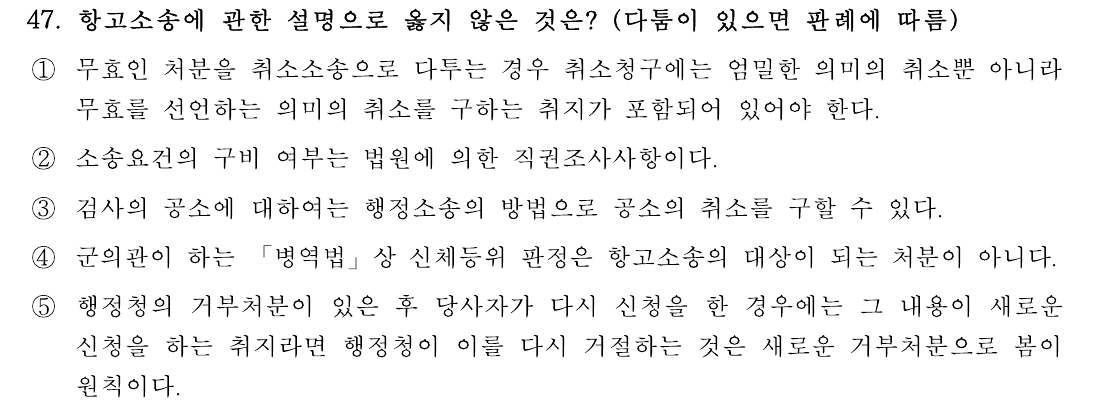 47. 항고소송에 관한 설명으로 옳지 않은 것은? (다툼이 있으면 판례에 따름)
① 무효인 처분을 취소소송으로 다투는 경우 취소청구에는 엄밀한 의미의 취소뿐 아니라
무효를 선언하는 의미의 취소를 구하는 취지가 포함되어 있어야 한다.
② 소송요건의 구비 여부는 법원에 의한 직권조사사항이다.
③ 검사의 공소에 대하여는 행정소송의 방법으로 공소의 취소를 구할 수 있다.
④ 군의관이 하는 「병역법」상 신체등위 판정은 항고소송의 대상이 되는 처분이 아니다.
⑤ 행정청의 거부처분이 있은 후 당사자가 다시 신청을 한 경우에는 그 내용이 새로운
신청을 하는 취지라면 행정청이 이를 다시 거절하는 것은 새로운 거부처분으로 봄이
원칙이다.